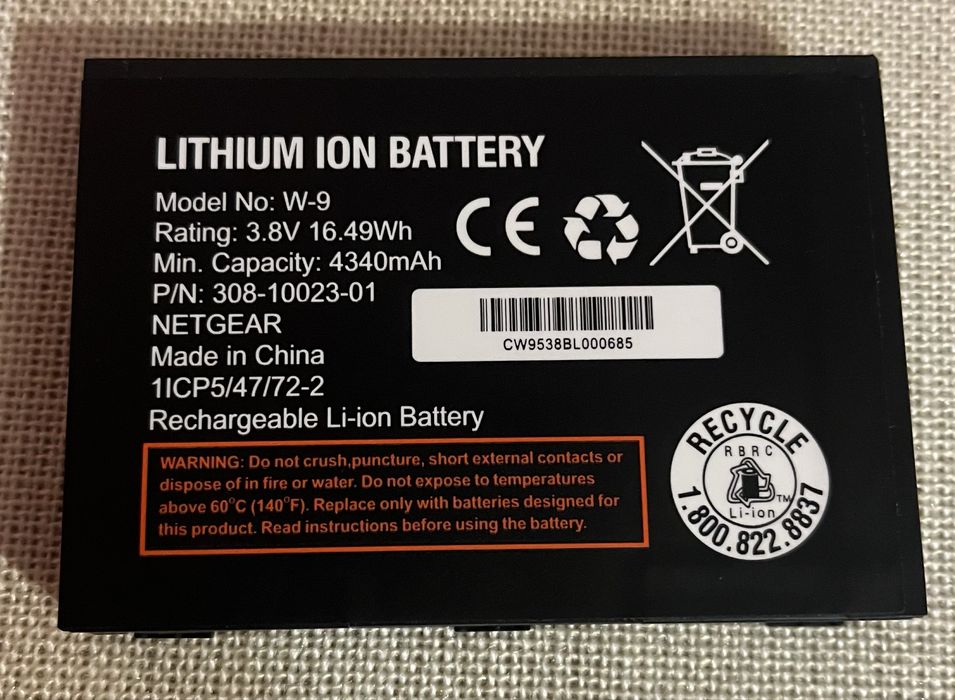 LITHIUM ION BATTERY
Model No: W-9
Rating: 3.8V 16.49Wh
Min. Capacity: 4340mAh
P/N: 308-10023-01
NETGEAR
Made in China
1ICP5/47/72-2
Rechargeable Li-ion Battery
CE
CW9538BL000685
WARNING: Do not crush,puncture, short external contacts or
dispose of in fire or water. Do not expose to temperatures
above 60°C (140°F). Replace only with batteries designed for
this product. Read instructions before using the battery.
RECYCLE
RBRC
TM
Li-ion
1.800.822.8837